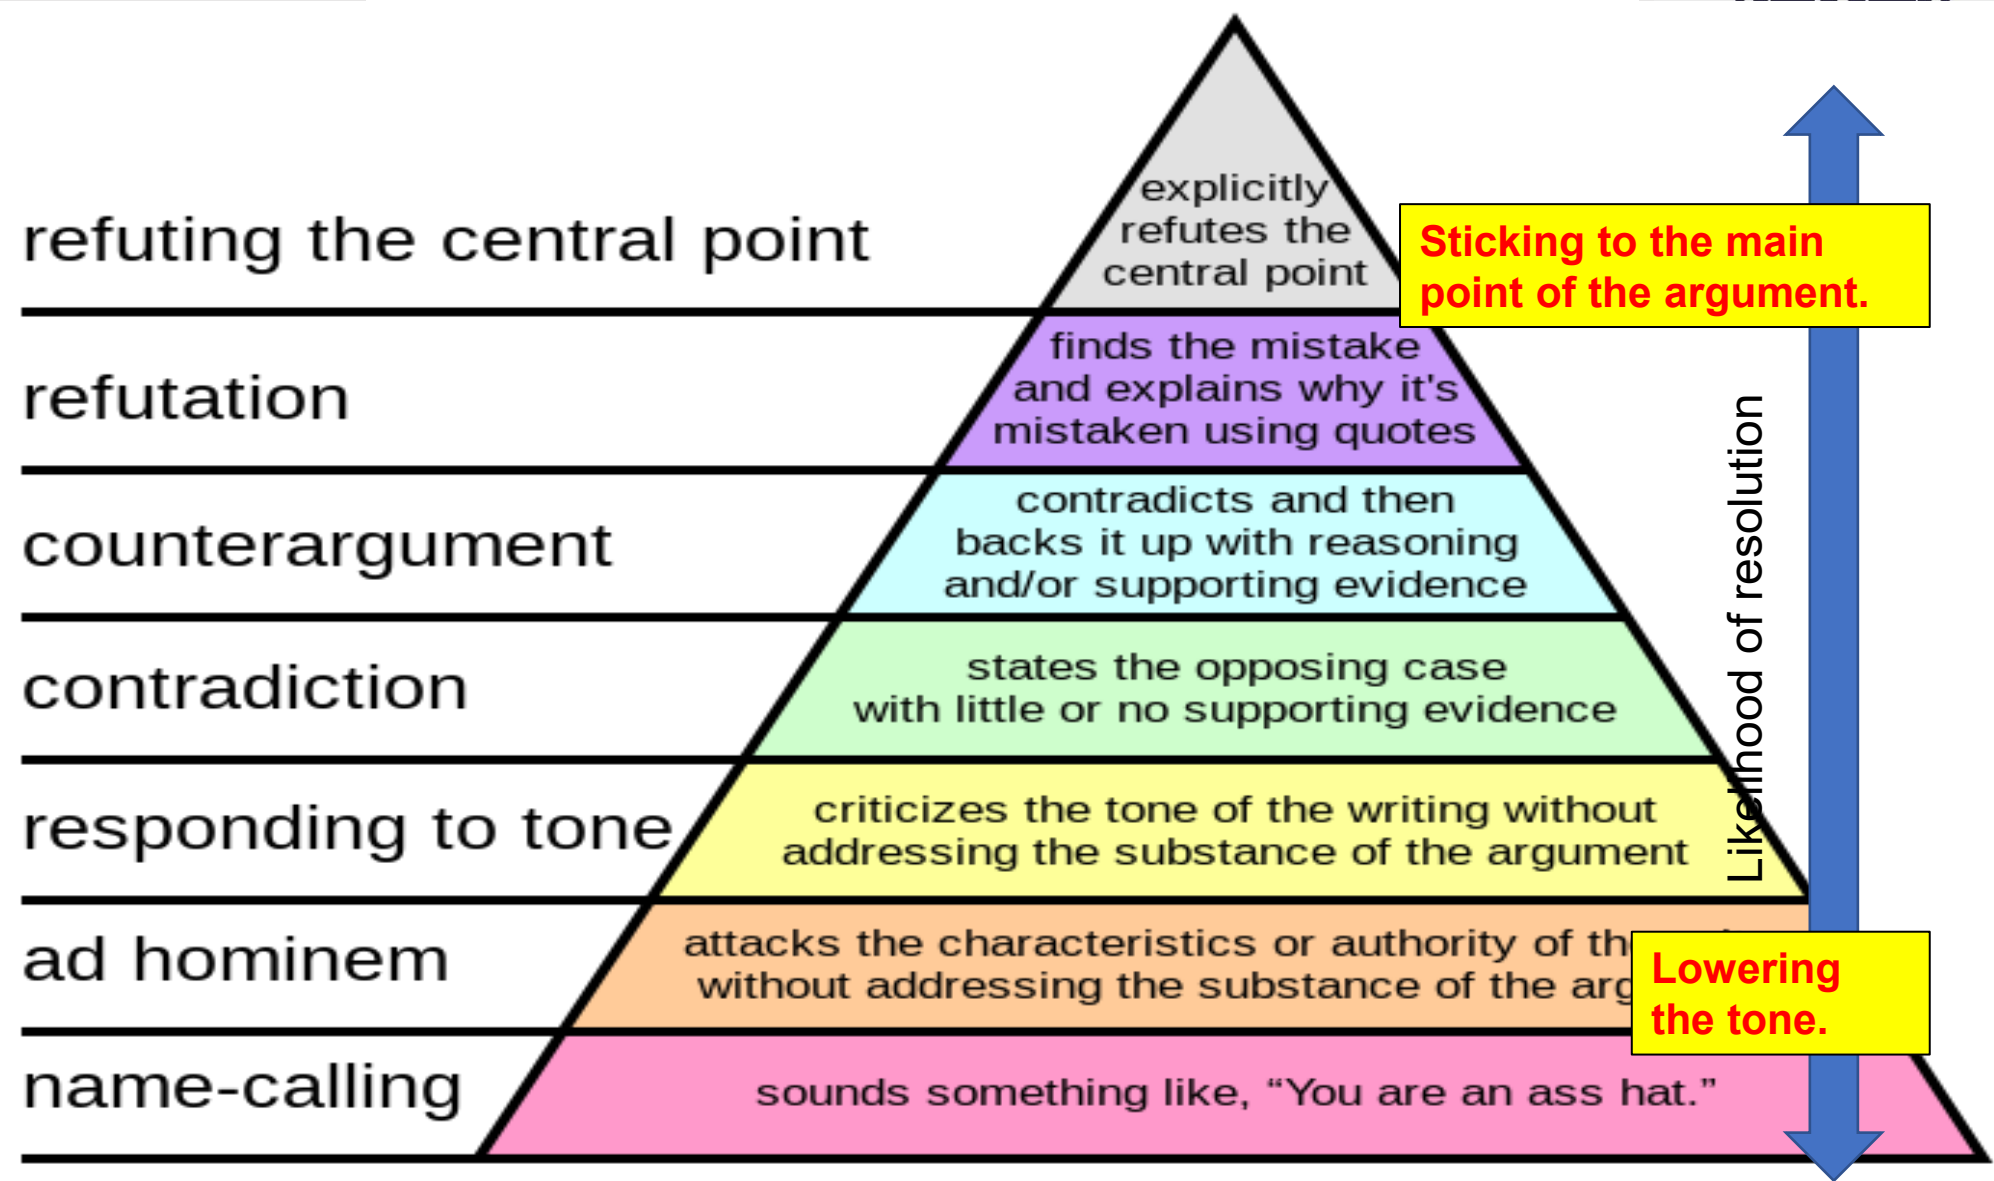 refuting the central point
explicitly
refutes the
central point
Sticking to the main
point of the argument.
refutation
finds the mistake
and explains why it's
mistaken using quotes
counterargument
contradicts and then
backs it up with reasoning
and/or supporting evidence
contradiction
states the opposing case
with little or no supporting evidence
Likelihood of resolution
responding to tone
criticizes the tone of the writing without
addressing the substance of the argument
ad hominem
attacks the characteristics or authority of
without addressing the substance of the
Lowering
the tone.
name-calling
sounds something like, “You are an ass hat.”